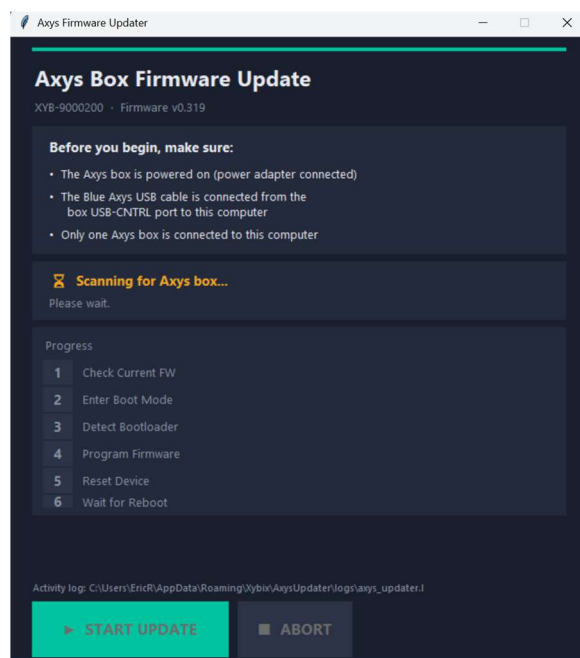 Axys Firmware Updater
Axys Box Firmware Update
XYB-9000200 · Firmware v0.319
Before you begin, make sure:
• The Axys box is powered on (power adapter connected)
• The Blue Axys USB cable is connected from the
box USB-CNTRL port to this computer
• Only one Axys box is connected to this computer
Scanning for Axys box...
Please wait.
Progress
1 Check Current FW
2 Enter Boot Mode
3 Detect Bootloader
4 Program Firmware
5 Reset Device
6 Wait for Reboot
Activity log: C:\Users\EricR\AppData\Roaming\Xybix\AxysUpdater\logs\axys_updater.l
► START UPDATE
■ ABORT